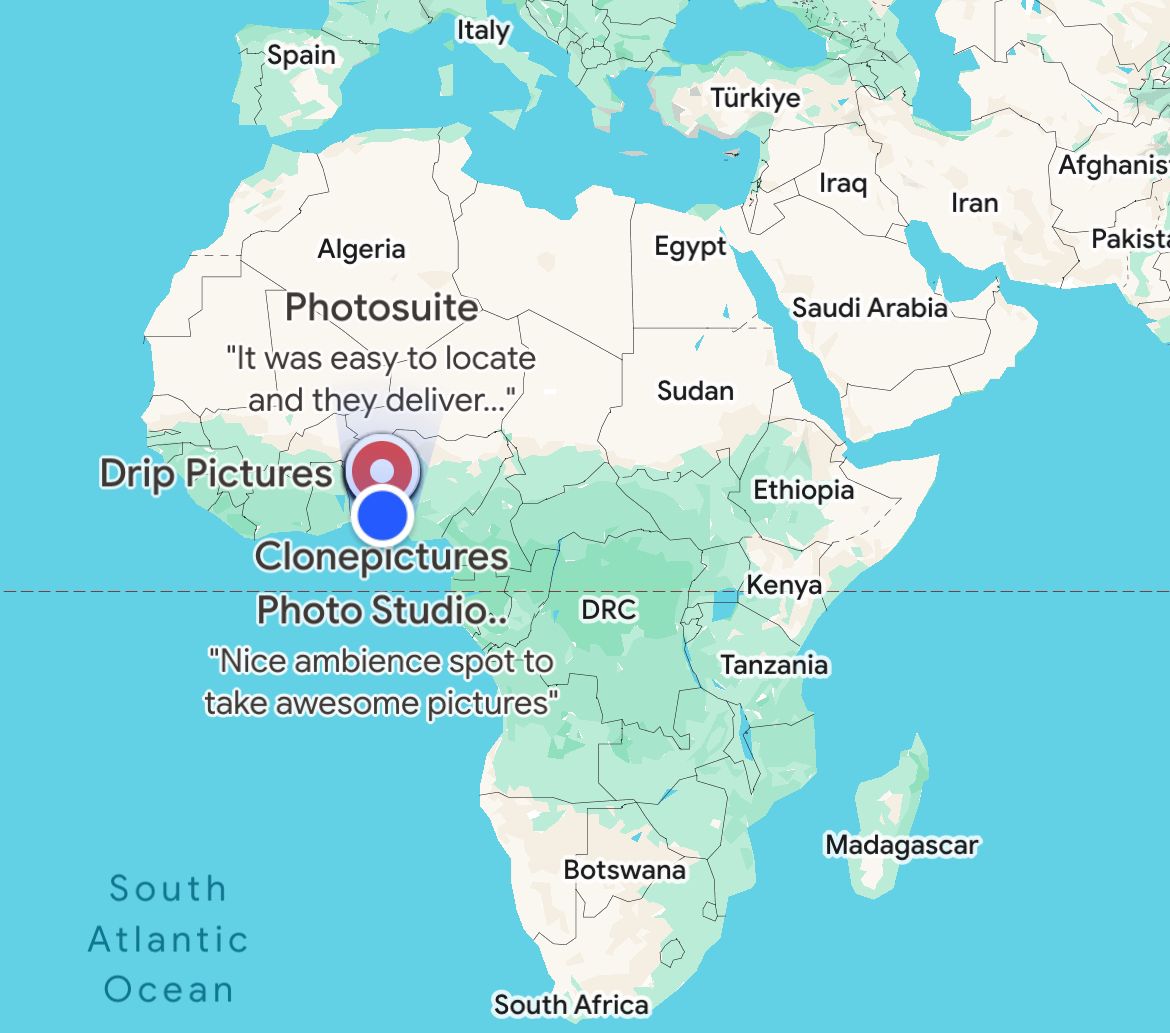 Italy
Spain
Türkiye
Afghanis
Iraq
Iran
Pakista
Algeria
Egypt
Photosuite
Saudi Arabia
"It was easy to locate
and they deliver..."
Sudan
Drip Pictures
Ethiopia
Clonepictures
Photo Studio..
Kenya
DRC
"Nice ambience spot to
take awesome pictures"
Tanzania
Madagascar
Botswana
South
Atlantic
Ocean
South Africa